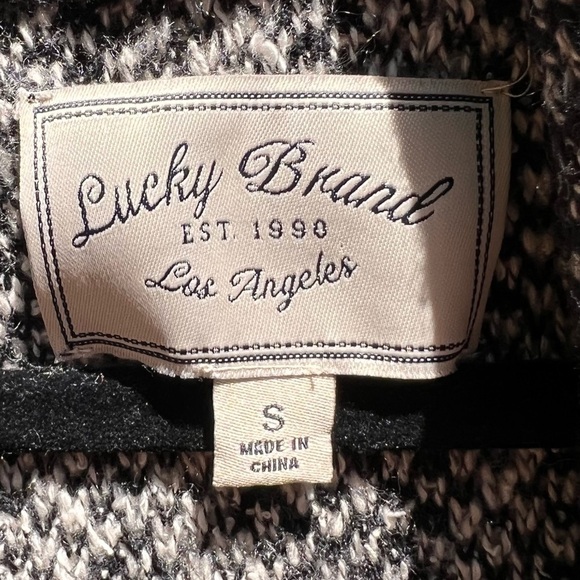 Lucky Brand
EST. 1990
Los Angeles
S
MADE IN
CHINA